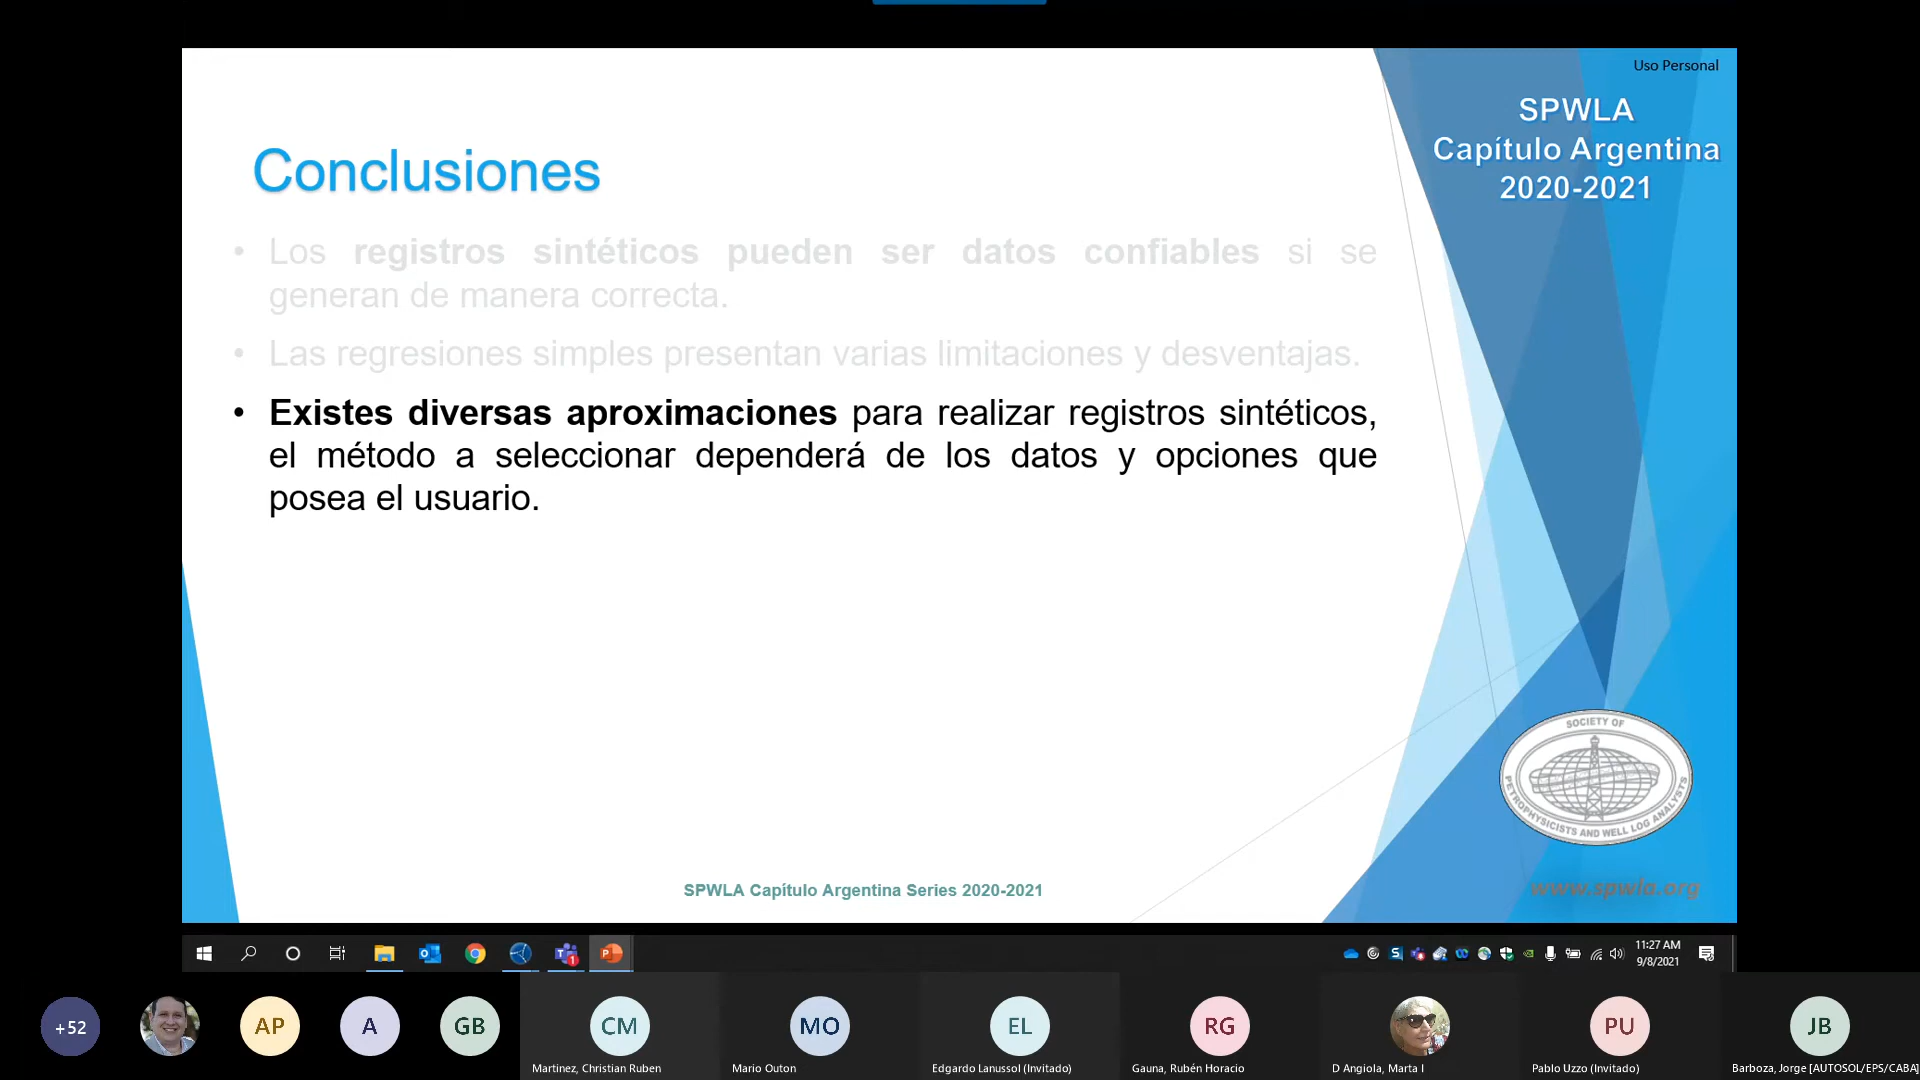 Uso Personal
SPWLA
Capítulo Argentina
2020-2021
Conclusiones
• Los registros sintéticos pueden ser datos confiables si se
generan de manera correcta.
• Las regresiones simples presentan varias limitaciones y desventajas.
• Existes diversas aproximaciones para realizar registros sintéticos,
el método a seleccionar dependerá de los datos y opciones que
posea el usuario.
SOCIETY OF
PETROPHYSICISTS AND WELL LOG ANALYSTS
www.spwla.org
SPWLA Capítulo Argentina Series 2020-2021
11:27 AM
9/8/2021
+52
AP
A
GB
CM
MO
EL
RG
PU
JB
Martinez, Christian Ruben
Mario Outon
Edgardo Lanussol (Invitado)
Gauna, Rubén Horacio
D Angiola, Marta I
Pablo Uzzo (Invitado)
Barboza, Jorge [AUTOSOL/EPS/CABA]